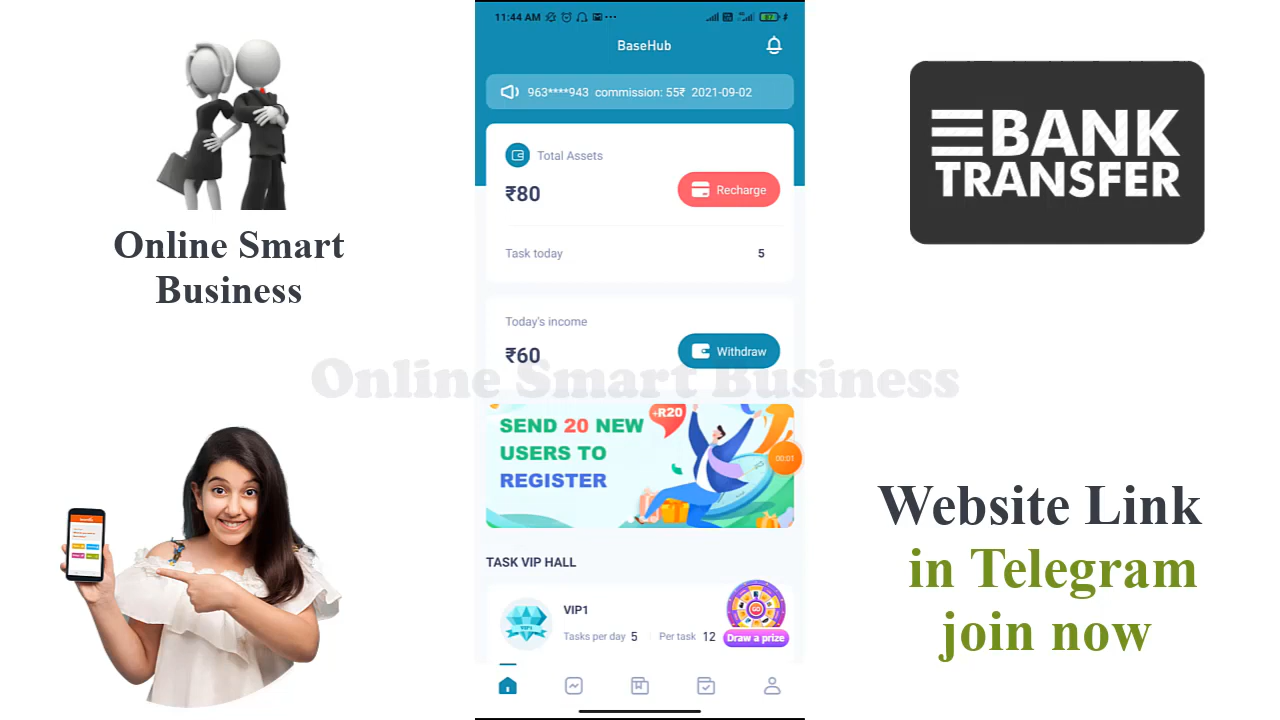 11:44 AM
87
BaseHub
963****943 commission: 55₹ 2021-09-02
Total Assets
₹80
Recharge
Task today
5
Today's income
₹60
Withdraw
SEND 20 NEW
USERS TO
REGISTER
+R20
00:01
TASK VIP HALL
VIP1
VIP1
Tasks per day 5
Per task 12
GO
Draw a prize
Online Smart
Business
BANK
TRANSFER
Online Smart Business
Website Link
in Telegram
join now